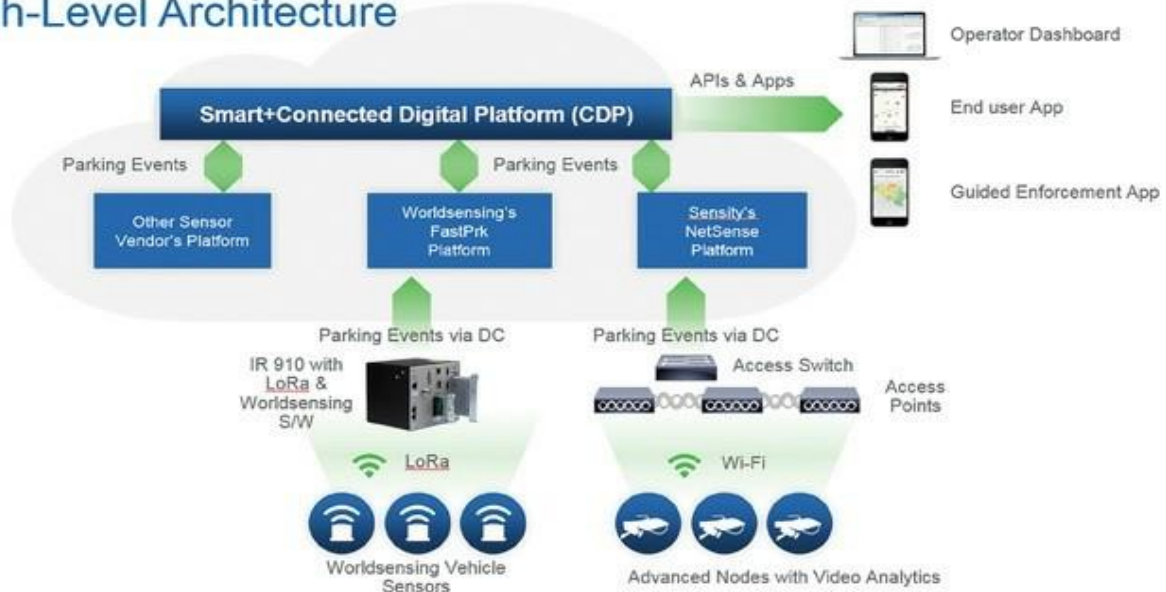 h-Level Architecture
Operator Dashboard
APIs & Apps
End user App
Smart+Connected Digital Platform (CDP)
Parking Events
Parking Events
Guided Enforcement App
Other Sensor
Vendor's Platform
Worldsensing's
FastPrk
Platform
Sensity's
NetSense
Platform
Parking Events via DC
Parking Events via DC
IR 910 with
LoRa &
Worldsensing
S/W
Access Switch
Access
Points
LoRa
Wi-Fi
Worldsensing Vehicle
Sensors
Advanced Nodes with Video Analytics